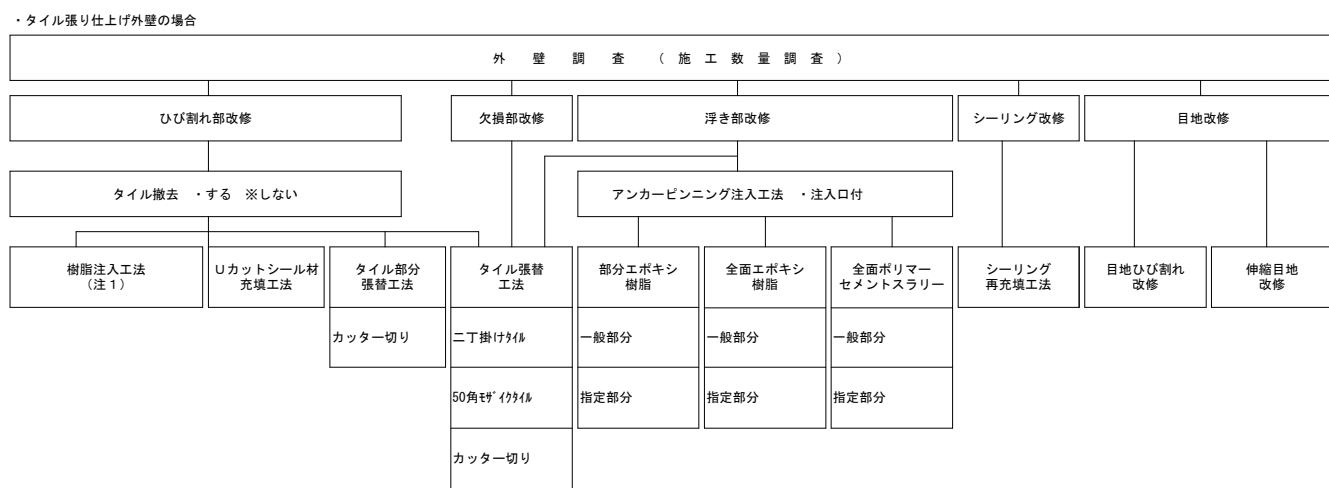 ・タイル張り仕上げ外壁の場合
外 壁 調 査 ( 施 工 数 量 調 査 )
ひび割れ部改修
欠損部改修
浮き部改修
シーリング改修
目地改修
タイル撤去 ・する ※しない
アンカーピンニング注入工法 ・注入口付
樹脂注入工法
(注1)
Uカットシール材
充填工法
タイル部分
張替工法
タイル張替
工法
部分エポキシ
樹脂
全面エポキシ
樹脂
全面ポリマー
セメントスラリー
シーリング
再充填工法
目地ひび割れ
改修
伸縮目地
改修
カッター切り
二丁掛けﾀｲﾙ
一般部分
一般部分
一般部分
50角ﾓｻﾞｲｸﾀｲﾙ
指定部分
指定部分
指定部分
カッター切り